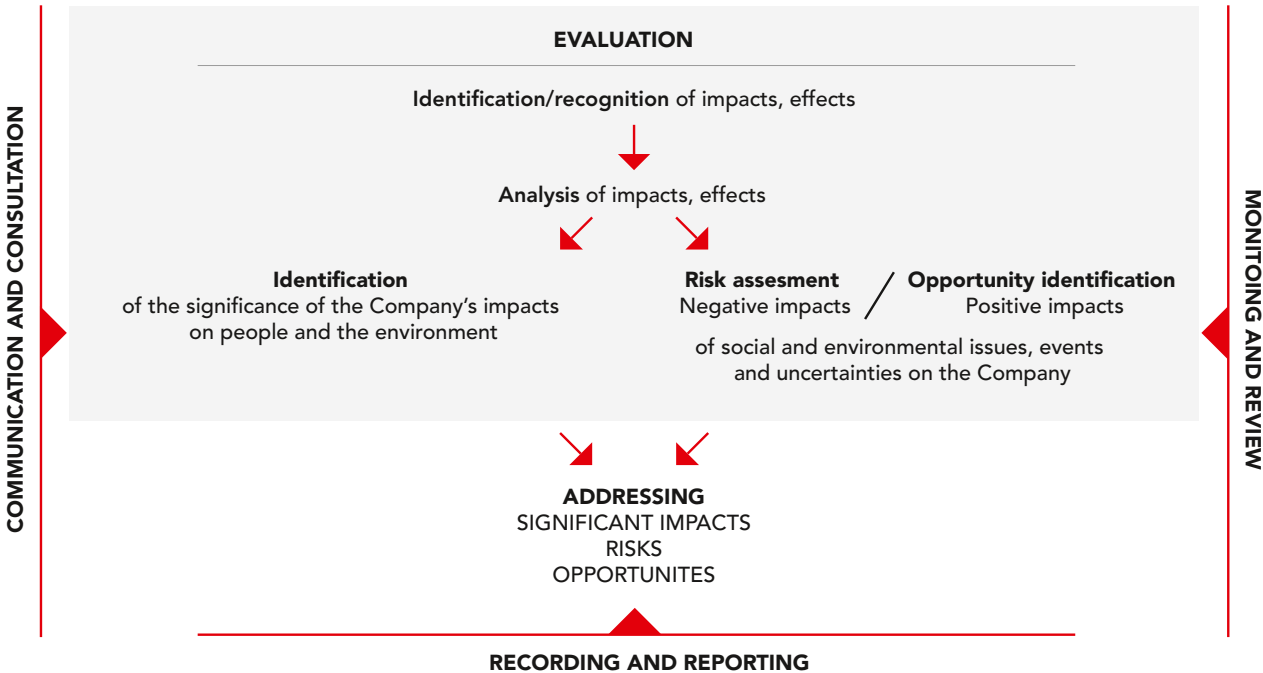 COMMUNICATION AND CONSULTATION
EVALUATION
Identification/recognition of impacts, effects
Analysis of impacts, effects
Identification
of the significance of the Company's impacts
on people and the environment
Risk assesment / Opportunity identification
Negative impacts Positive impacts
of social and environmental issues, events
and uncertainties on the Company
MONITOING AND REVIEW
ADDRESSING
SIGNIFICANT IMPACTS
RISKS
OPPORTUNITES
RECORDING AND REPORTING